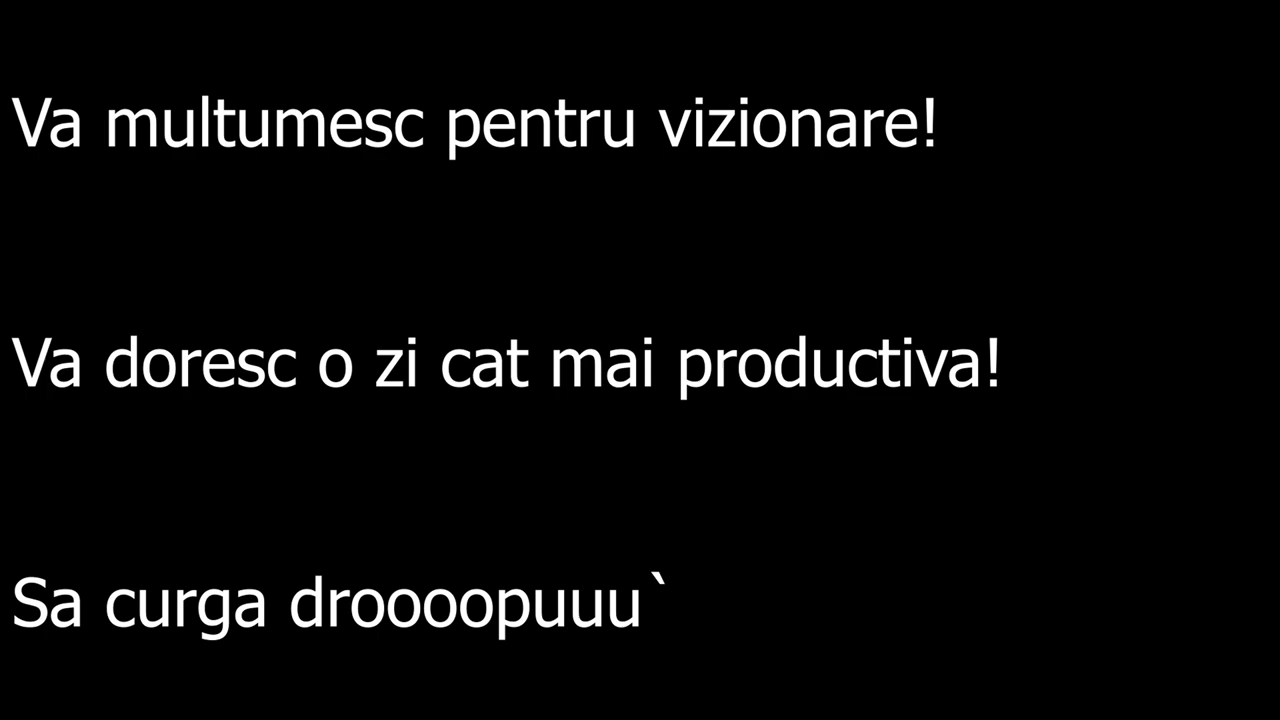 Va multumesc pentru vizionare!
Va doresc o zi cat mai productiva!
Sa curga droooopuuu`